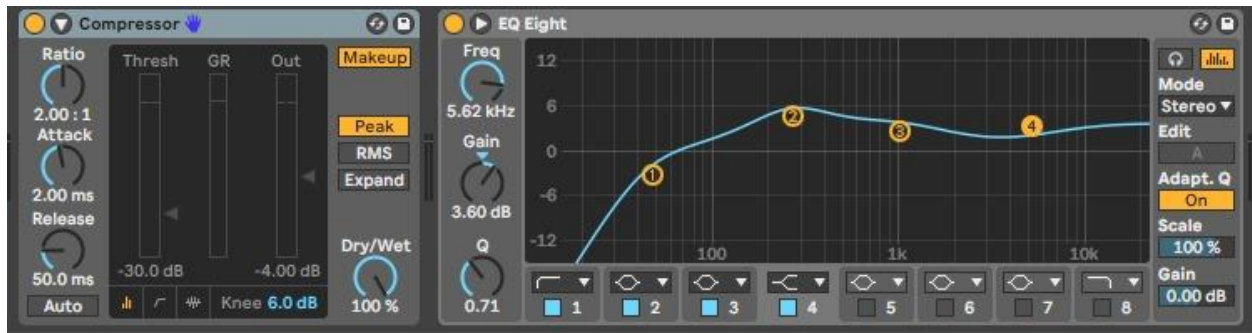 Compressor
Ratio
2.00 : 1
Attack
2.00 ms
Release
50.0 ms
Auto
Thresh GR Out
-30.0 dB -4.00 dB
Knee 6.0 dB
Makeup
Peak
RMS
Expand
Dry/Wet
100 %
EQ Eight
Freq
5.62 kHz
Gain
3.60 dB
Q
0.71
12
6
0
-6
-12
100 1k 10k
1 2 3 4
1 2 3 4 5 6 7 8
Mode
Stereo
Edit
A
Adapt. Q
On
Scale
100 %
Gain
0.00 dB